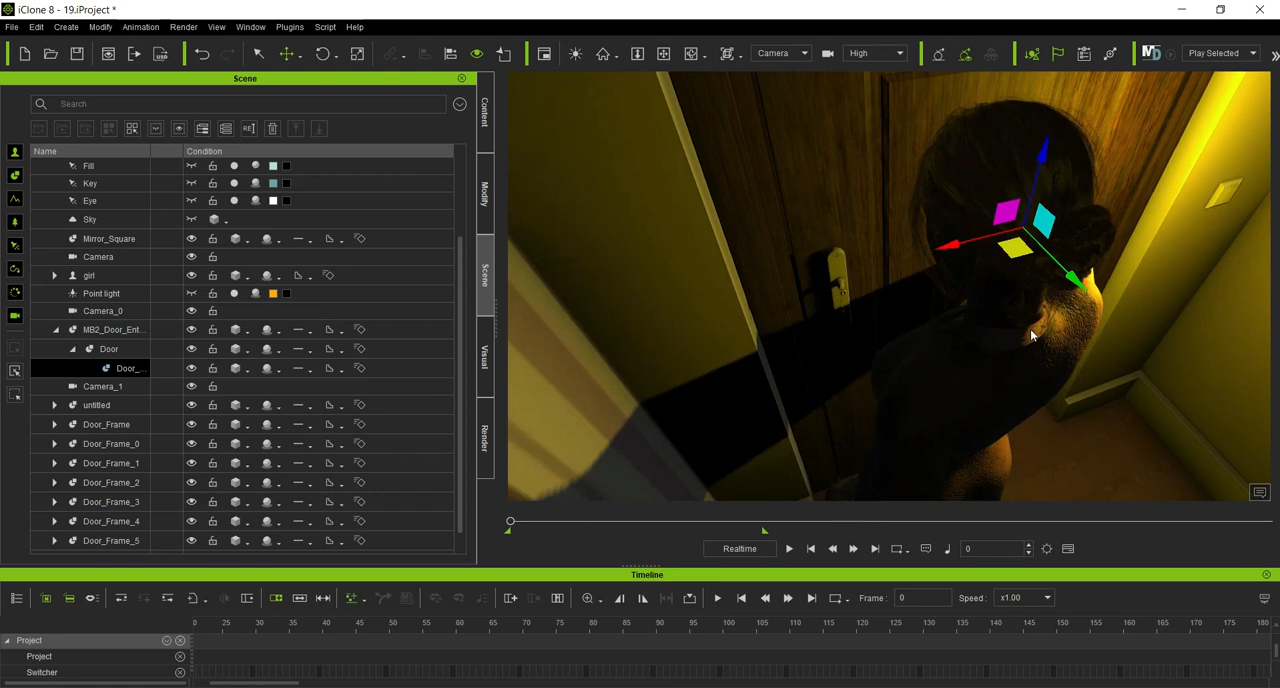 iClone 8 - 19.iProject *
File Edit Create Modify Animation Render View Window Plugins Script Help
Camera High Play Selected
Scene
Search
Name Condition
Fill
Key
Eye
Sky
Mirror_Square
Camera
girl
Point light
Camera_0
MB2_Door_Ent...
Door
Door_...
Camera_1
untitled
Door_Frame
Door_Frame_0
Door_Frame_1
Door_Frame_2
Door_Frame_3
Door_Frame_4
Door_Frame_5
Content
Modify
Scene
Visual
Render
Realtime 0
Timeline
Frame : 0 Speed : x1.00
0 25 30 35 40 45 50 55 60 65 70 75 80 85 90 95 100 105 110 115 120 125 130 135 140 145 150 155 160 165 170 175 180
Project
Project
Switcher